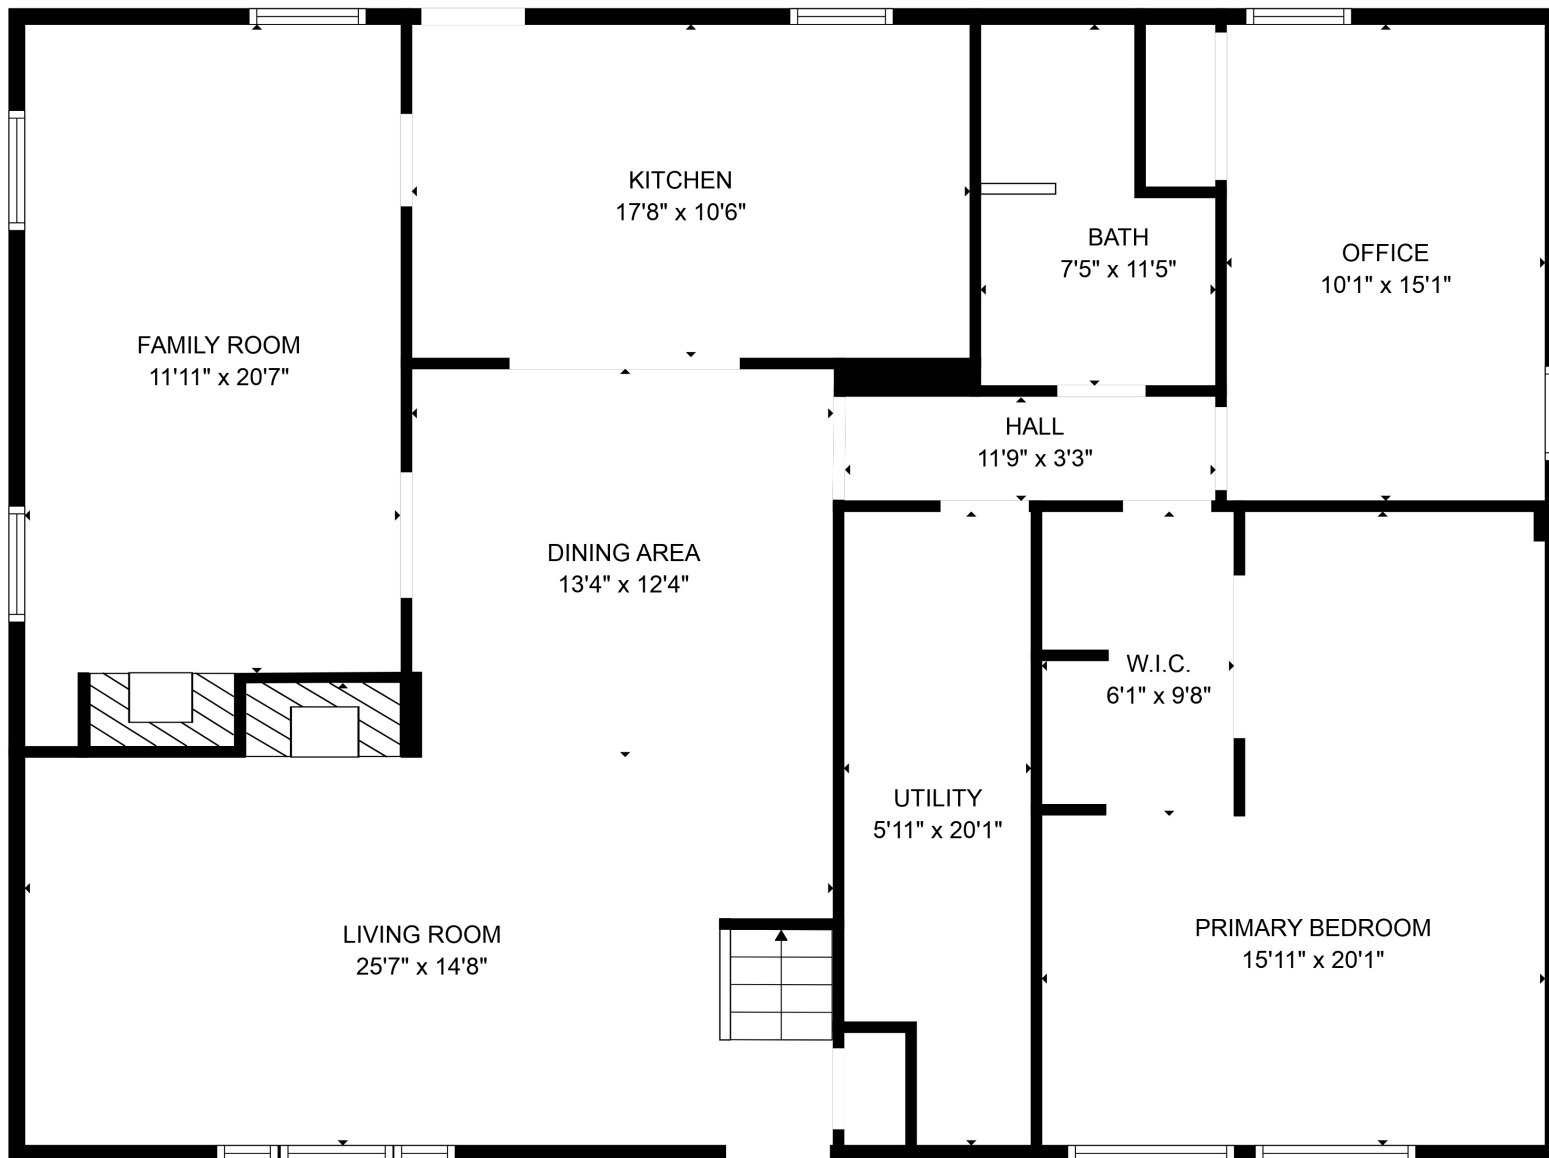 KITCHEN
17'8" x 10'6"
BATH
7'5" x 11'5"
OFFICE
10'1" x 15'1"
FAMILY ROOM
11'11" x 20'7"
HALL
11'9" x 3'3"
DINING AREA
13'4" x 12'4"
W.I.C.
6'1" x 9'8"
UTILITY
5'11" x 20'1"
LIVING ROOM
25'7" x 14'8"
PRIMARY BEDROOM
15'11" x 20'1"